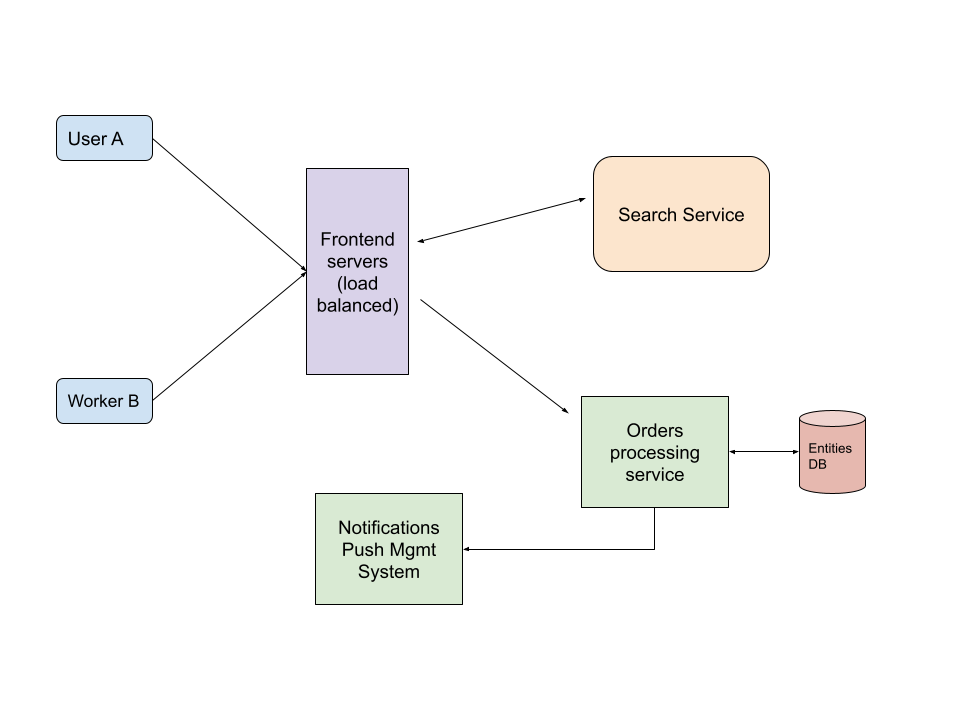 User A
Frontend
servers
(load
balanced)
Search Service
Worker B
Orders
processing
service
Entities
DB
Notifications
Push Mgmt
System